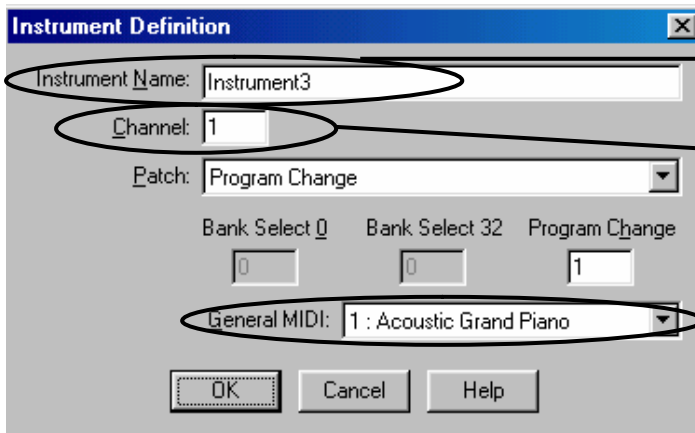 Instrument Definition
Instrument Name: Instrument3
Channel: 1
Patch: Program Change
Bank Select 0 Bank Select 32 Program Change
0 0 1
General MIDI: 1 : Acoustic Grand Piano
OK Cancel Help